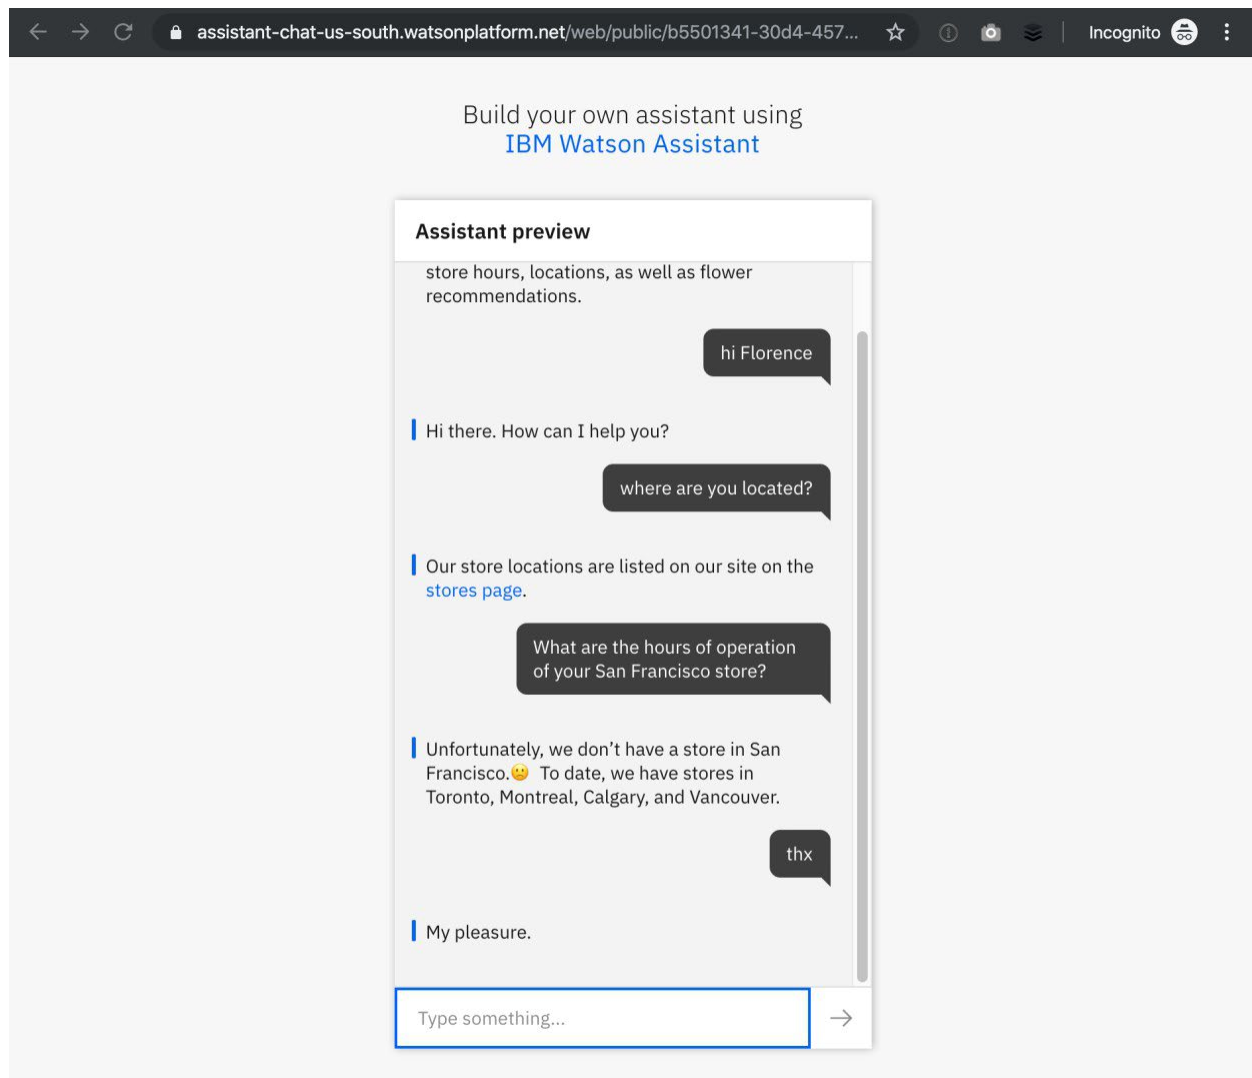 assistant-chat-us-south.watsonplatform.net/web/public/b5501341-30d4-457...
Incognito
Build your own assistant using
IBM Watson Assistant
Assistant preview
store hours, locations, as well as flower
recommendations.
hi Florence
Hi there. How can I help you?
where are you located?
Our store locations are listed on our site on the
stores page.
What are the hours of operation
of your San Francisco store?
Unfortunately, we don’t have a store in San
Francisco.🙁 To date, we have stores in
Toronto, Montreal, Calgary, and Vancouver.
thx
My pleasure.
Type something...